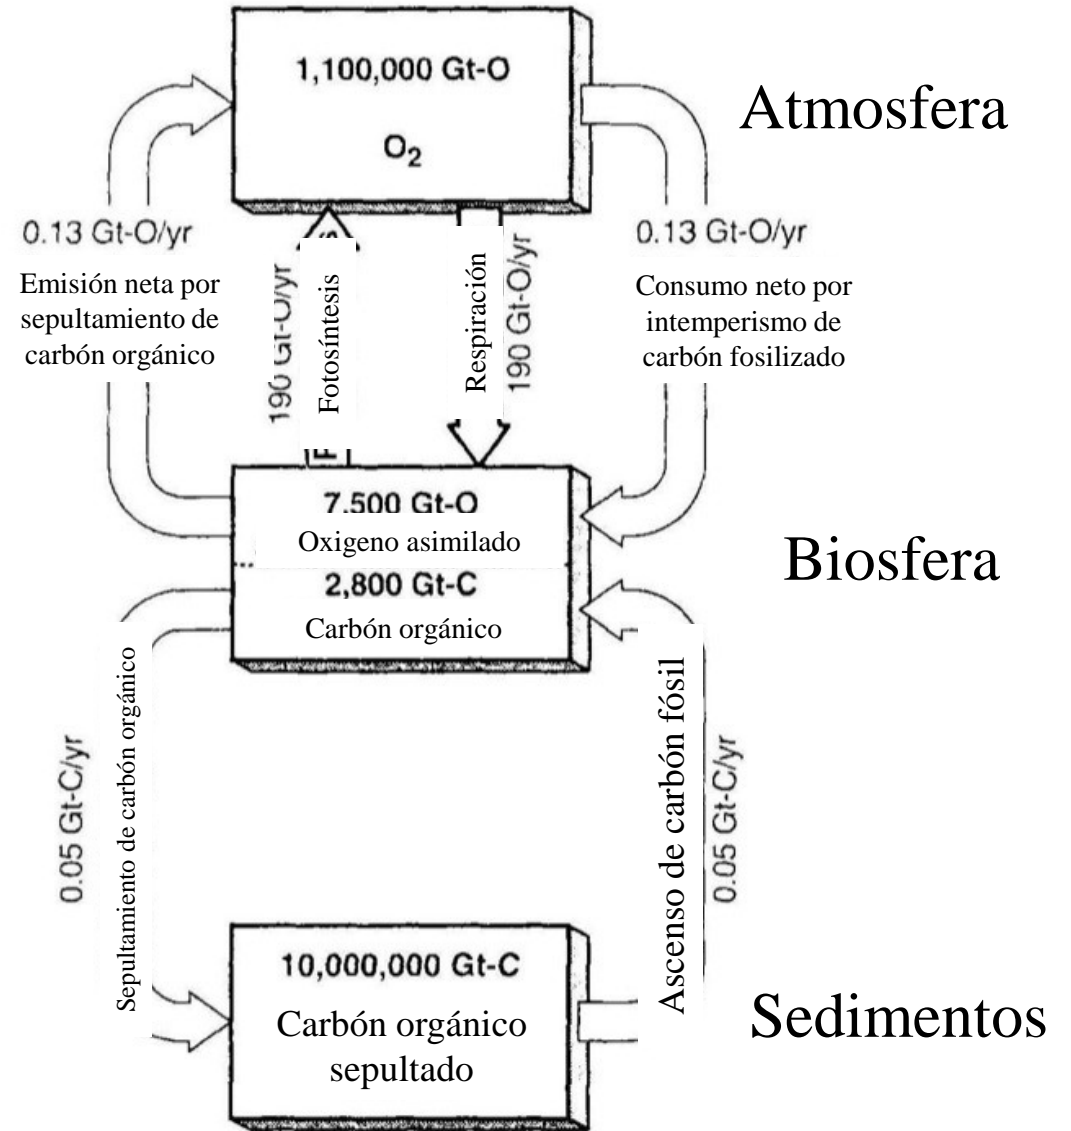 1,100,000 Gt-O
O₂
Atmosfera
0.13 Gt-O/yr
Emisión neta por
sepultamiento de
carbón orgánico
190 Gt-O/yr
Fotosíntesis
Respiración
190 Gt-O/yr
0.13 Gt-O/yr
Consumo neto por
intemperismo de
carbón fosilizado
7.500 Gt-O
Oxigeno asimilado
2,800 Gt-C
Carbón orgánico
Biosfera
0.05 Gt-C/yr
Sepultamiento de carbón orgánico
Ascenso de carbón fósil
0.05 Gt-C/yr
10,000,000 Gt-C
Carbón orgánico
sepultado
Sedimentos